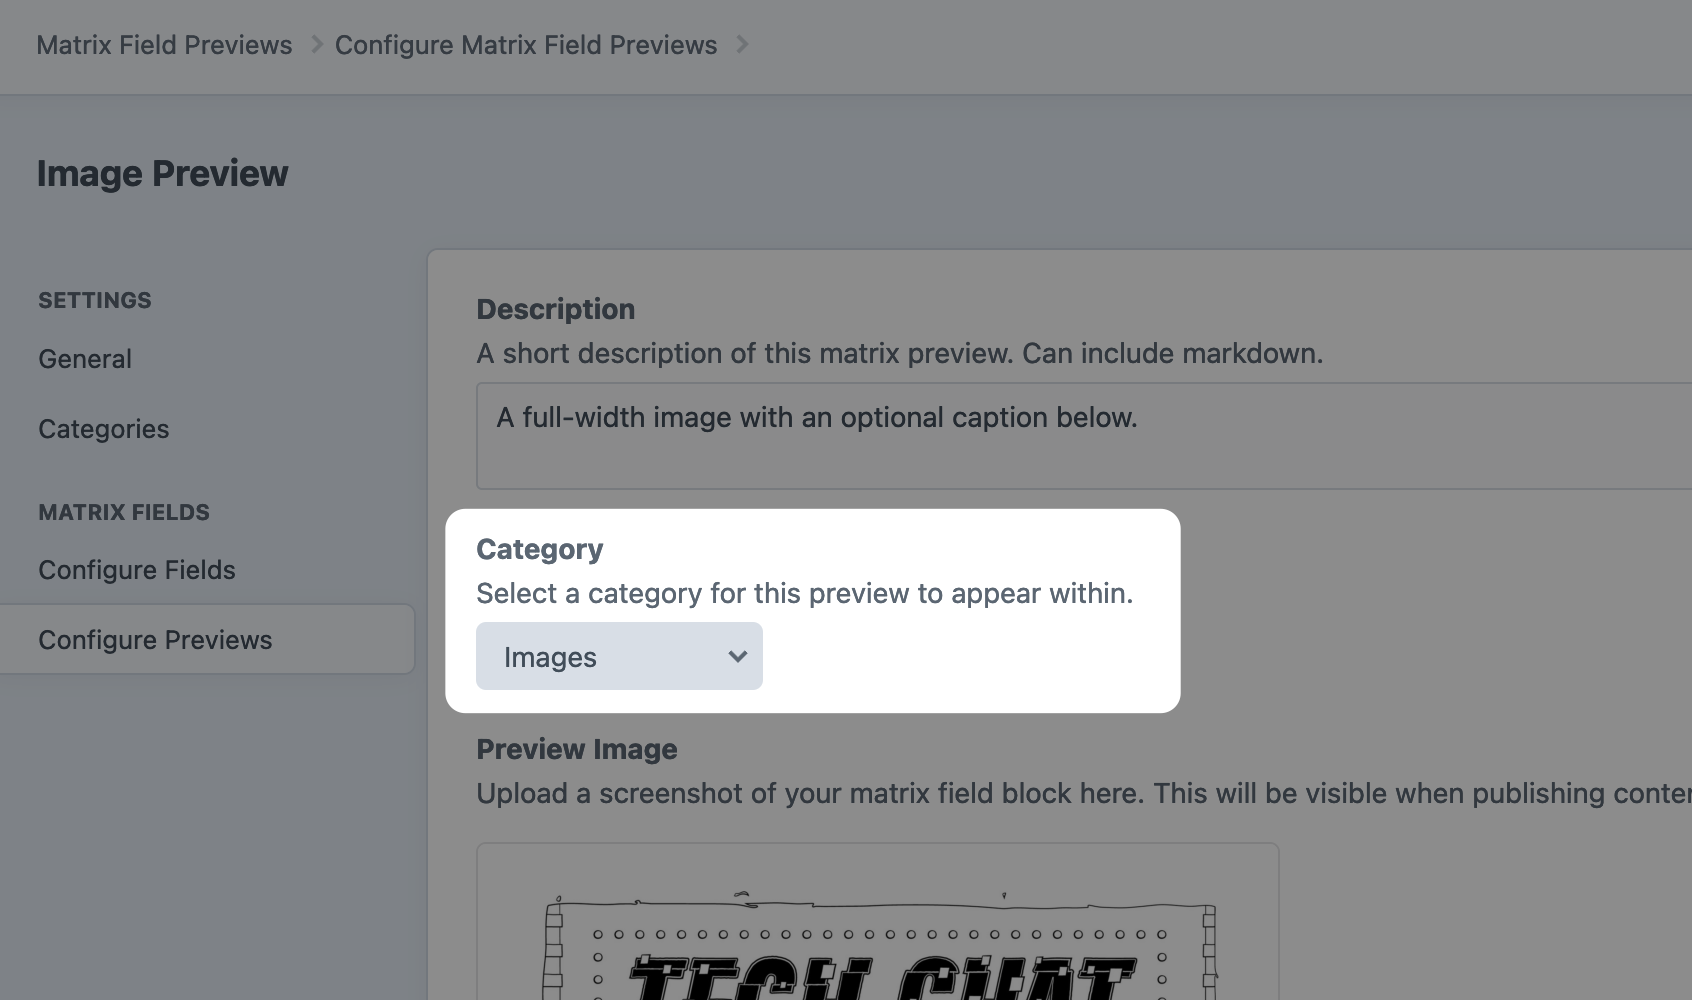 Matrix Field Previews
Configure Matrix Field Previews
Image Preview
SETTINGS
General
Categories
MATRIX FIELDS
Configure Fields
Configure Previews
Description
A short description of this matrix preview. Can include markdown.
A full-width image with an optional caption below.
Category
Select a category for this preview to appear within.
Images
Preview Image
Upload a screenshot of your matrix field block here. This will be visible when publishing
TECH CHAT